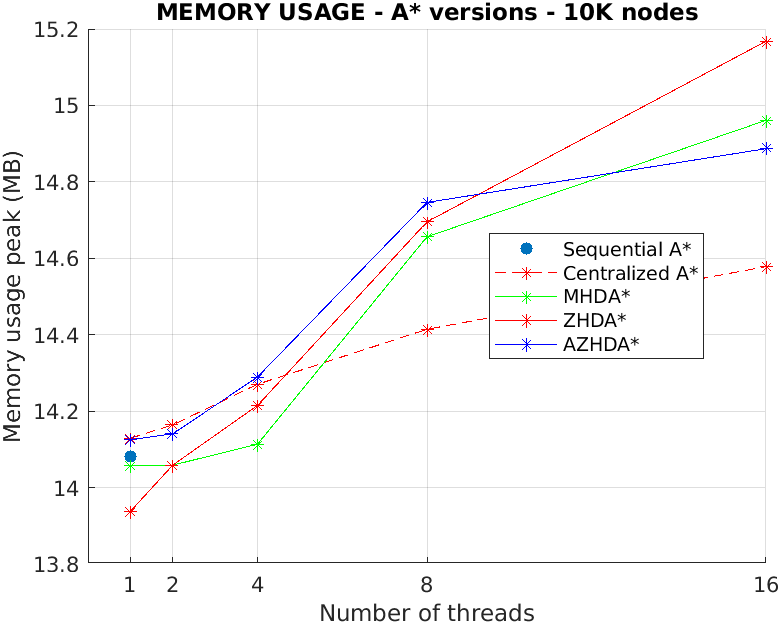 MEMORY USAGE - A* versions - 10K nodes
Memory usage peak (MB)
15.2
15
14.8
14.6
14.4
14.2
14
13.8
Sequential A*
Centralized A*
MHDA*
ZHDA*
AZHDA*
1 2 4 8 16
Number of threads